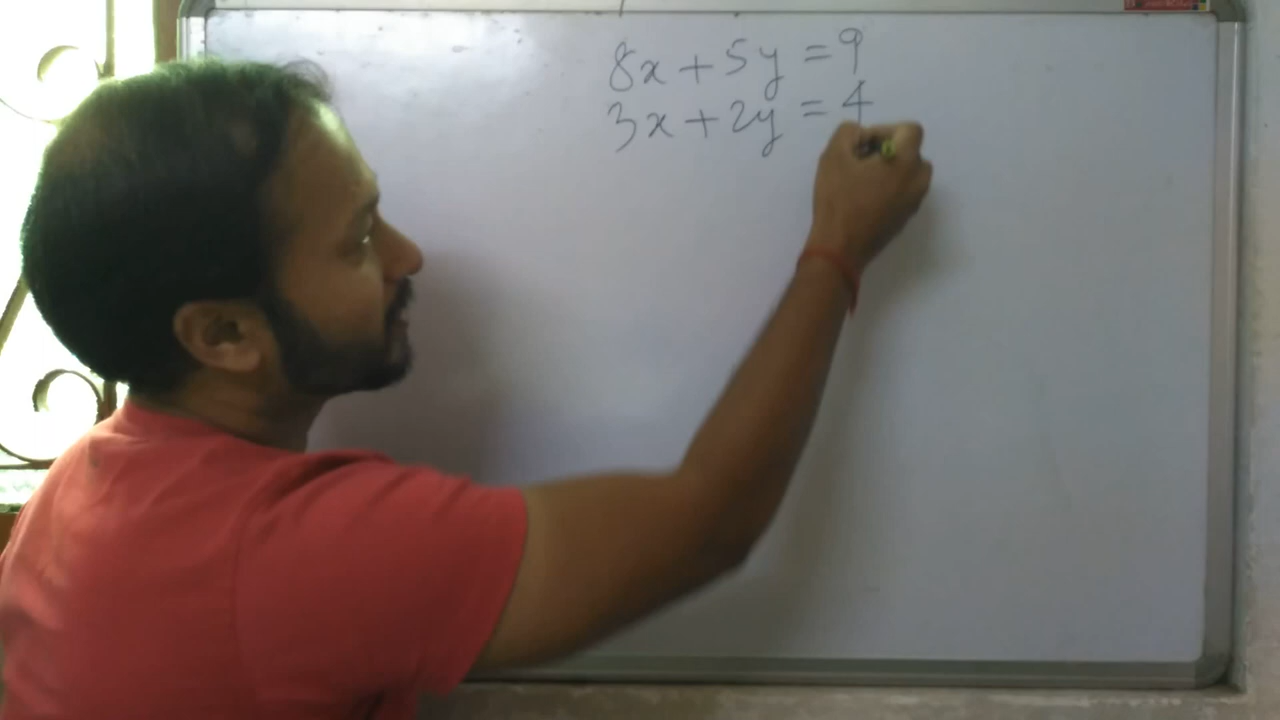 8x + 5y = 9
3x + 2y = 4